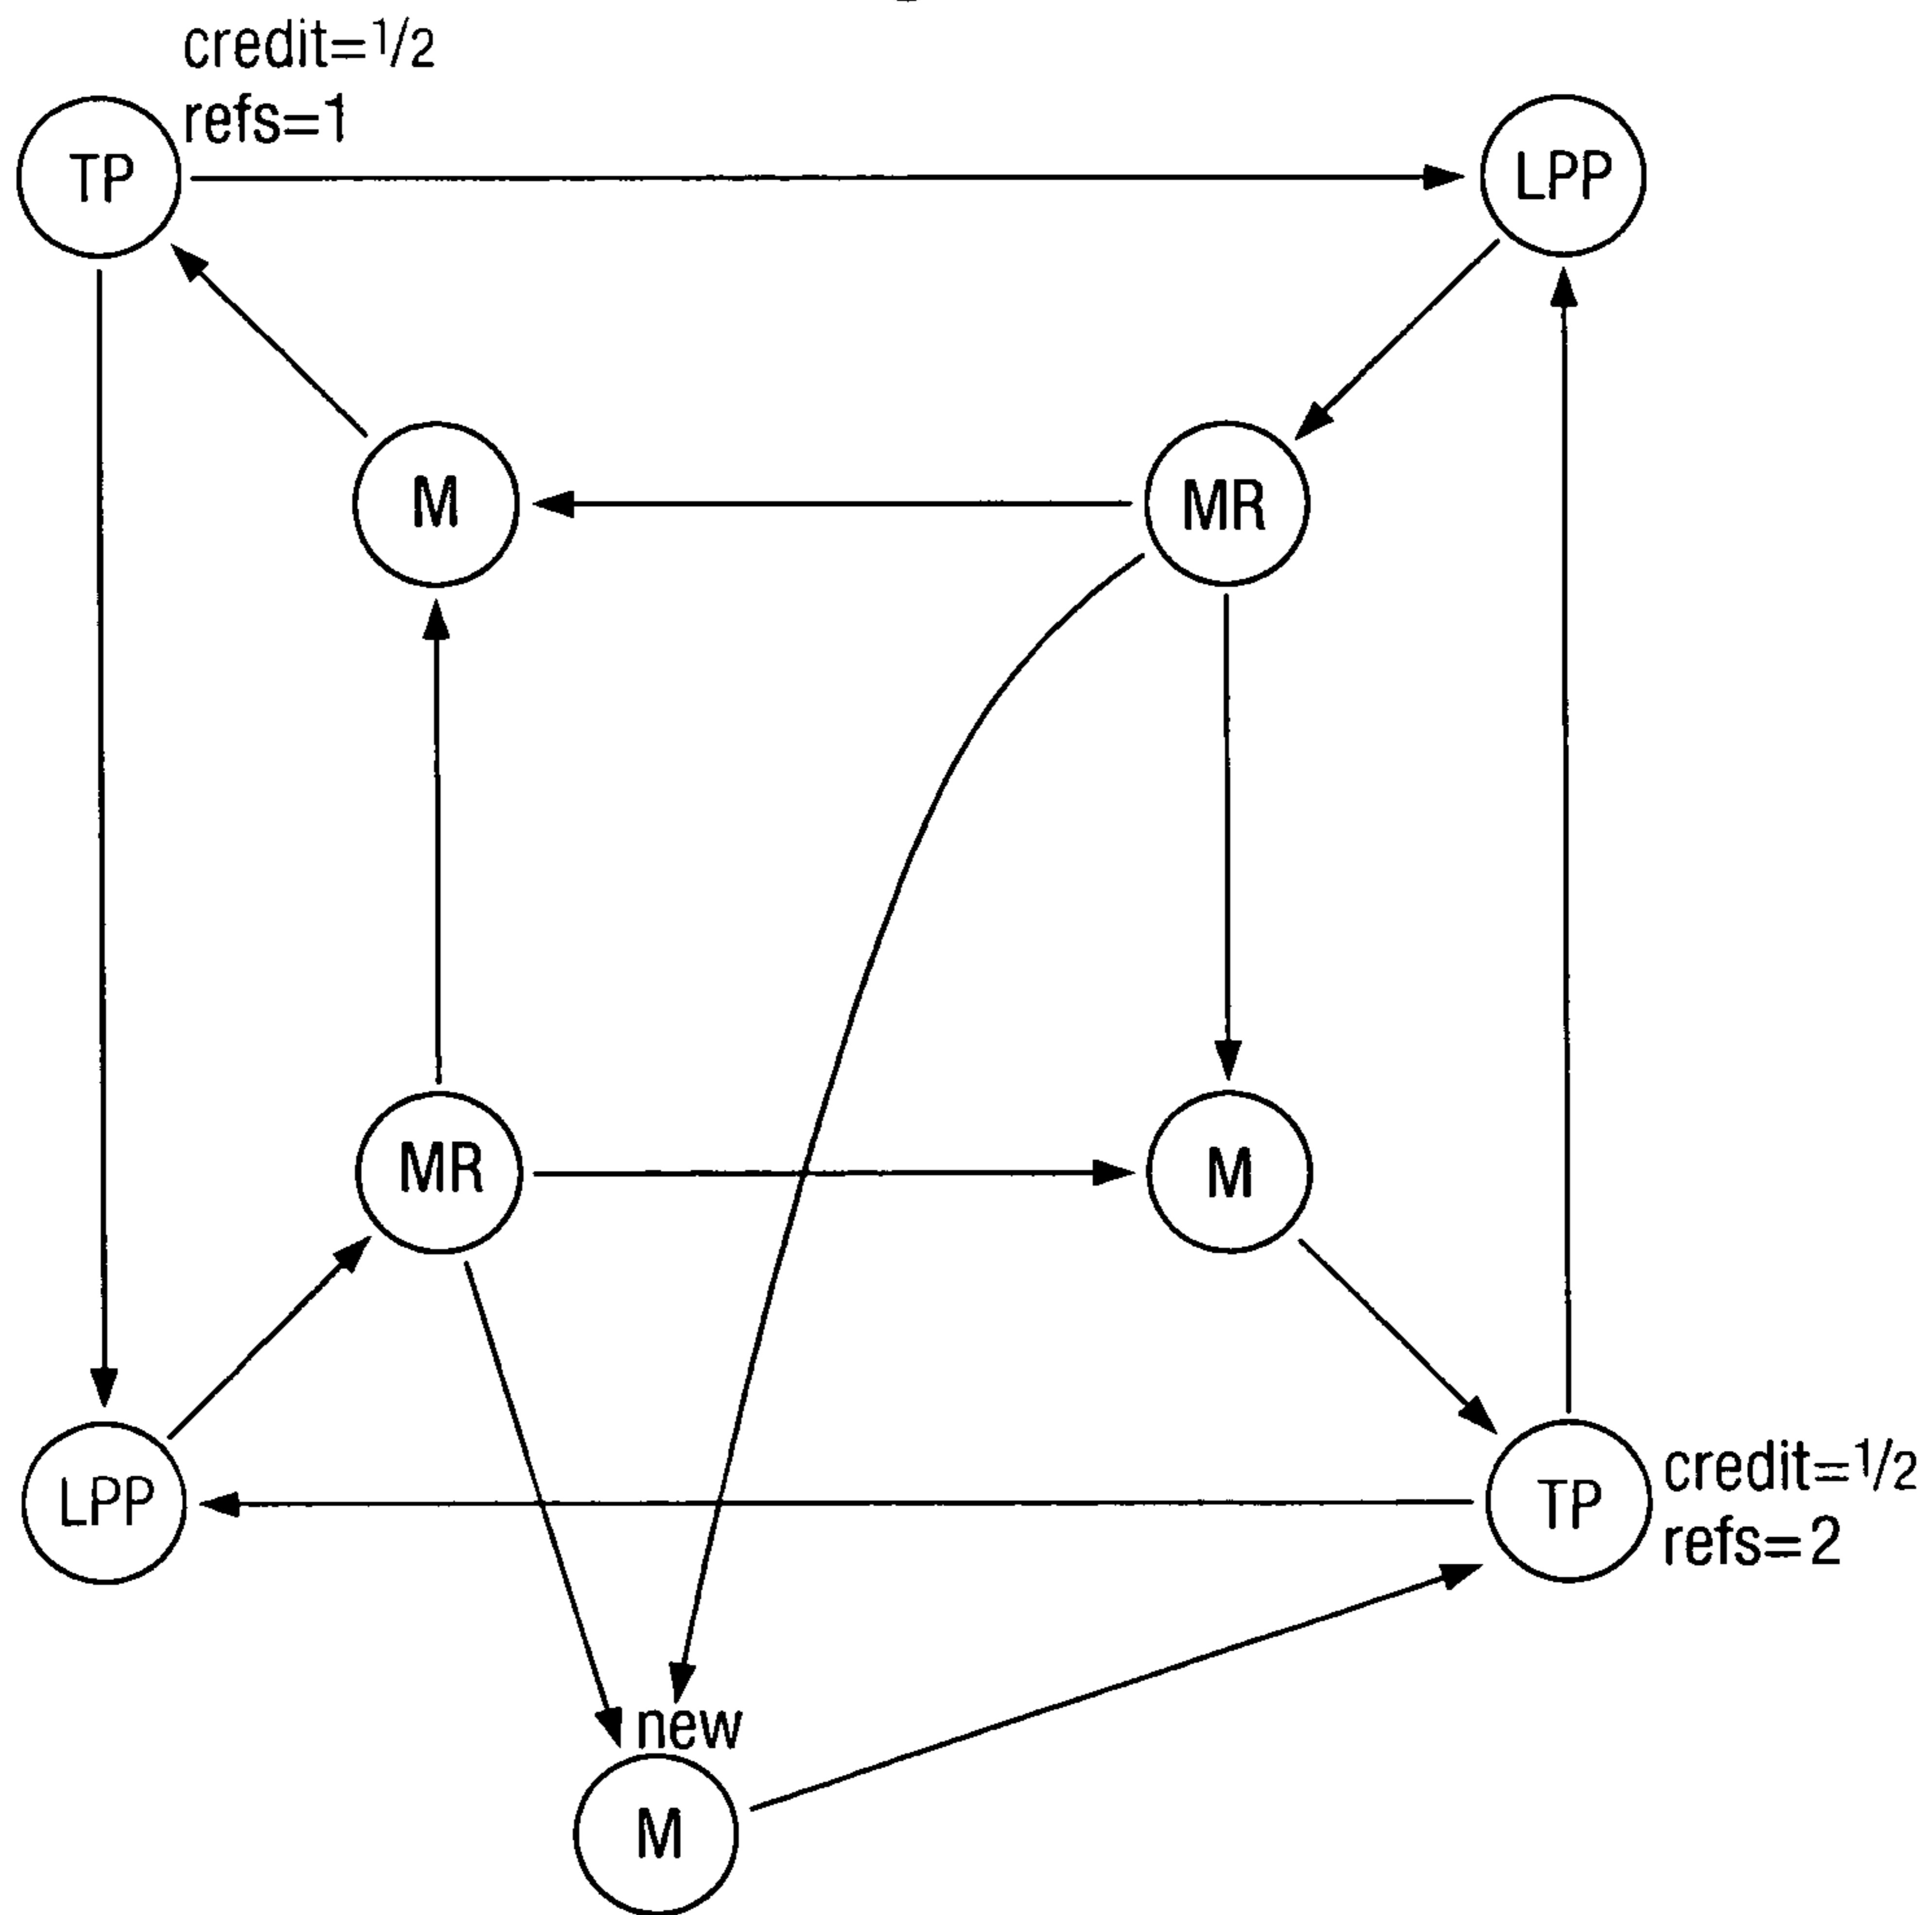 credit=1/2
refs=1
TP
LPP
M
MR
MR
M
LPP
TP
credit=1/2
refs=2
new
M